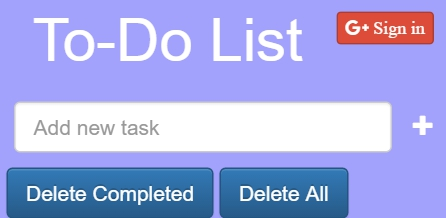 To-Do List
G+ Sign in
Add new task
Delete Completed
Delete All